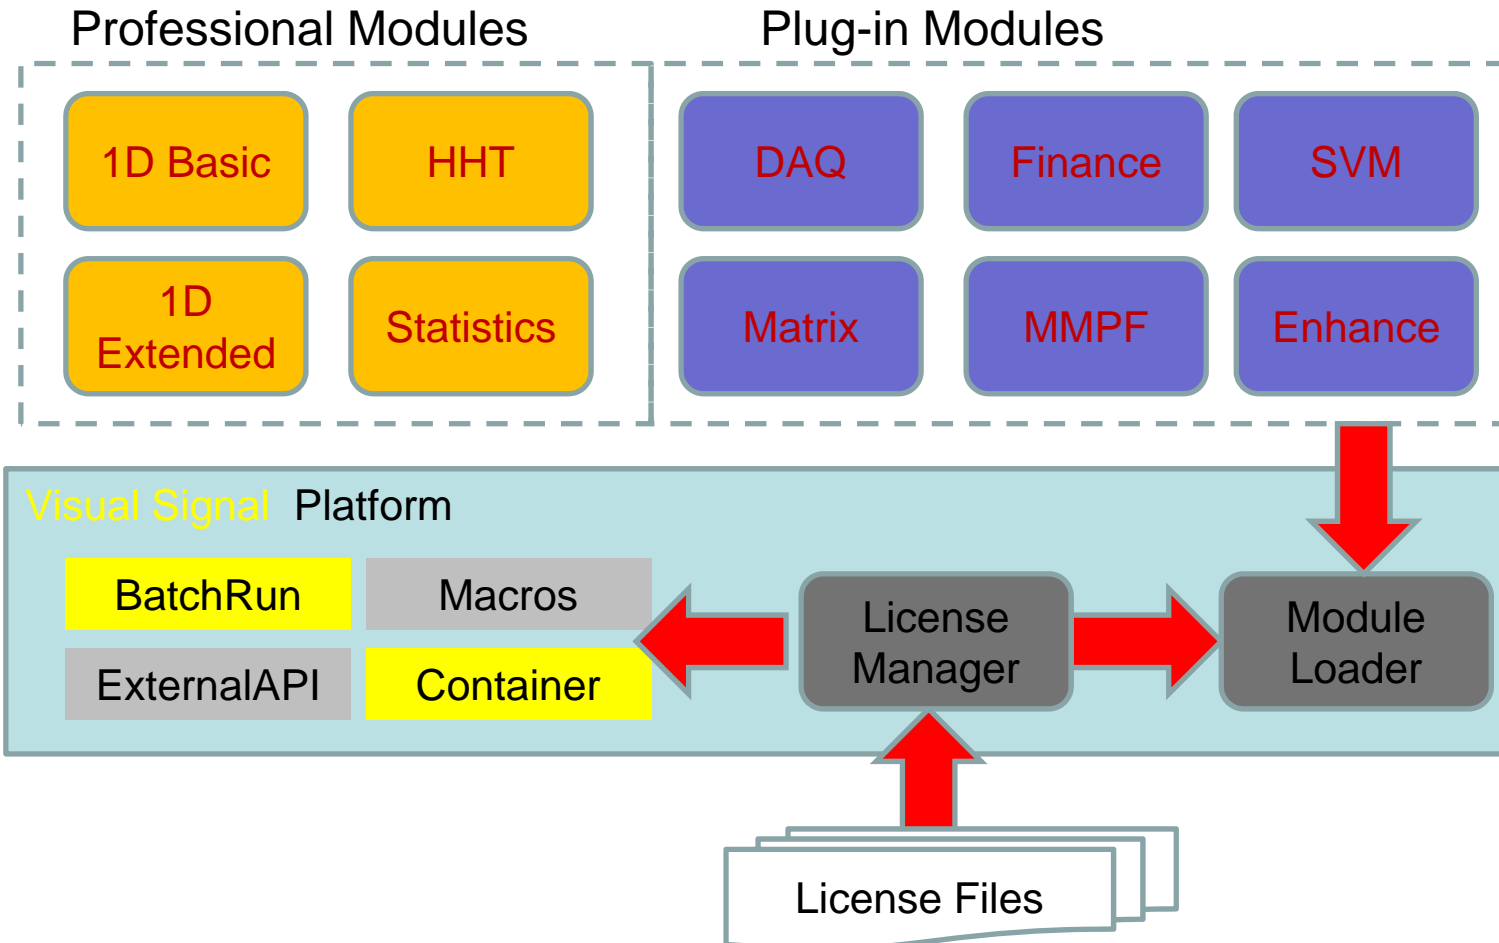 Professional Modules
Plug-in Modules
1D Basic
HHT
DAQ
Finance
SVM
1D
Extended
Statistics
Matrix
MMPF
Enhance
Visual Signal Platform
BatchRun
Macros
ExternalAPI
Container
License
Manager
Module
Loader
License Files